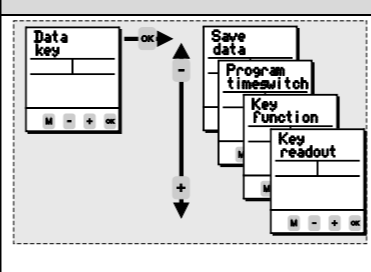 Data
key
M - + OK
OK
-
+
Save
data
Program
timeswitch
M
Key
function
M
Key
readout
M - + OK